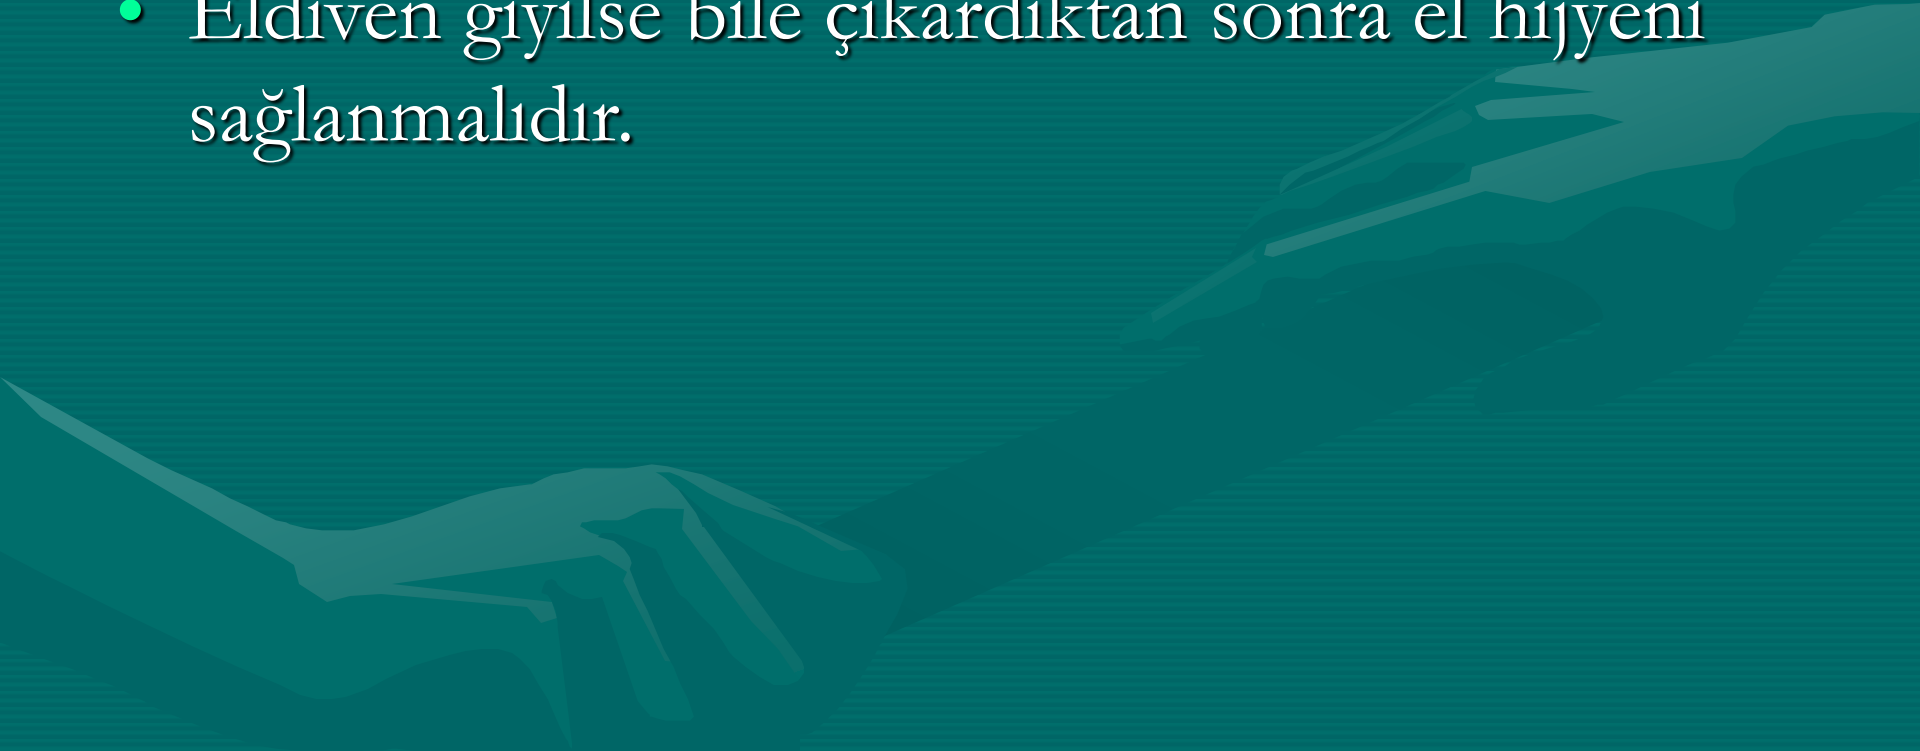 • Eldiven giyilse bile çıkardıktan sonra el hijyeni
sağlanmalıdır.